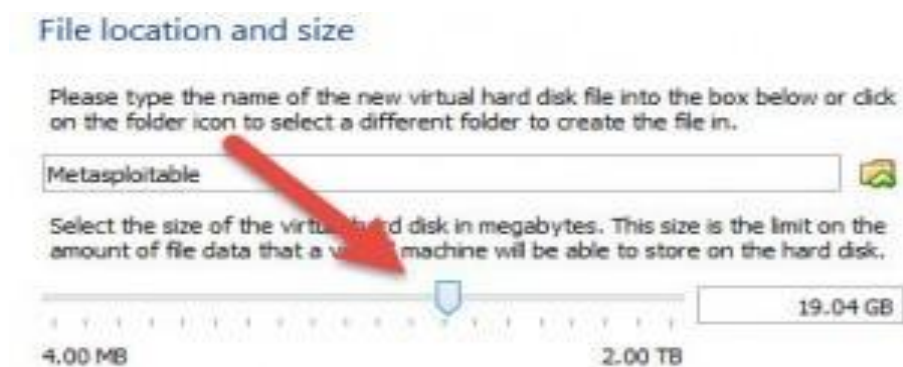 File location and size
Please type the name of the new virtual hard disk file into the box below or click
on the folder icon to select a different folder to create the file in.
Metasploitable
Select the size of the virtual hard disk in megabytes. This size is the limit on the
amount of file data that a virtual machine will be able to store on the hard disk.
19.04 GB
4.00 MB 2.00 TB